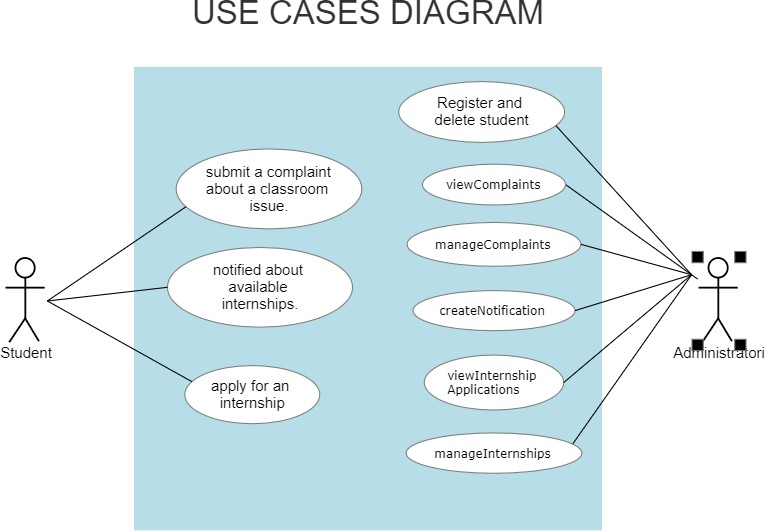 USE CASES DIAGRAM
Register and
delete student
submit a complaint
about a classroom
issue.
viewComplaints
manageComplaints
notified about
available
internships.
createNotification
Student
Administratori
viewInternship
Applications
apply for an
internship
manageInternships